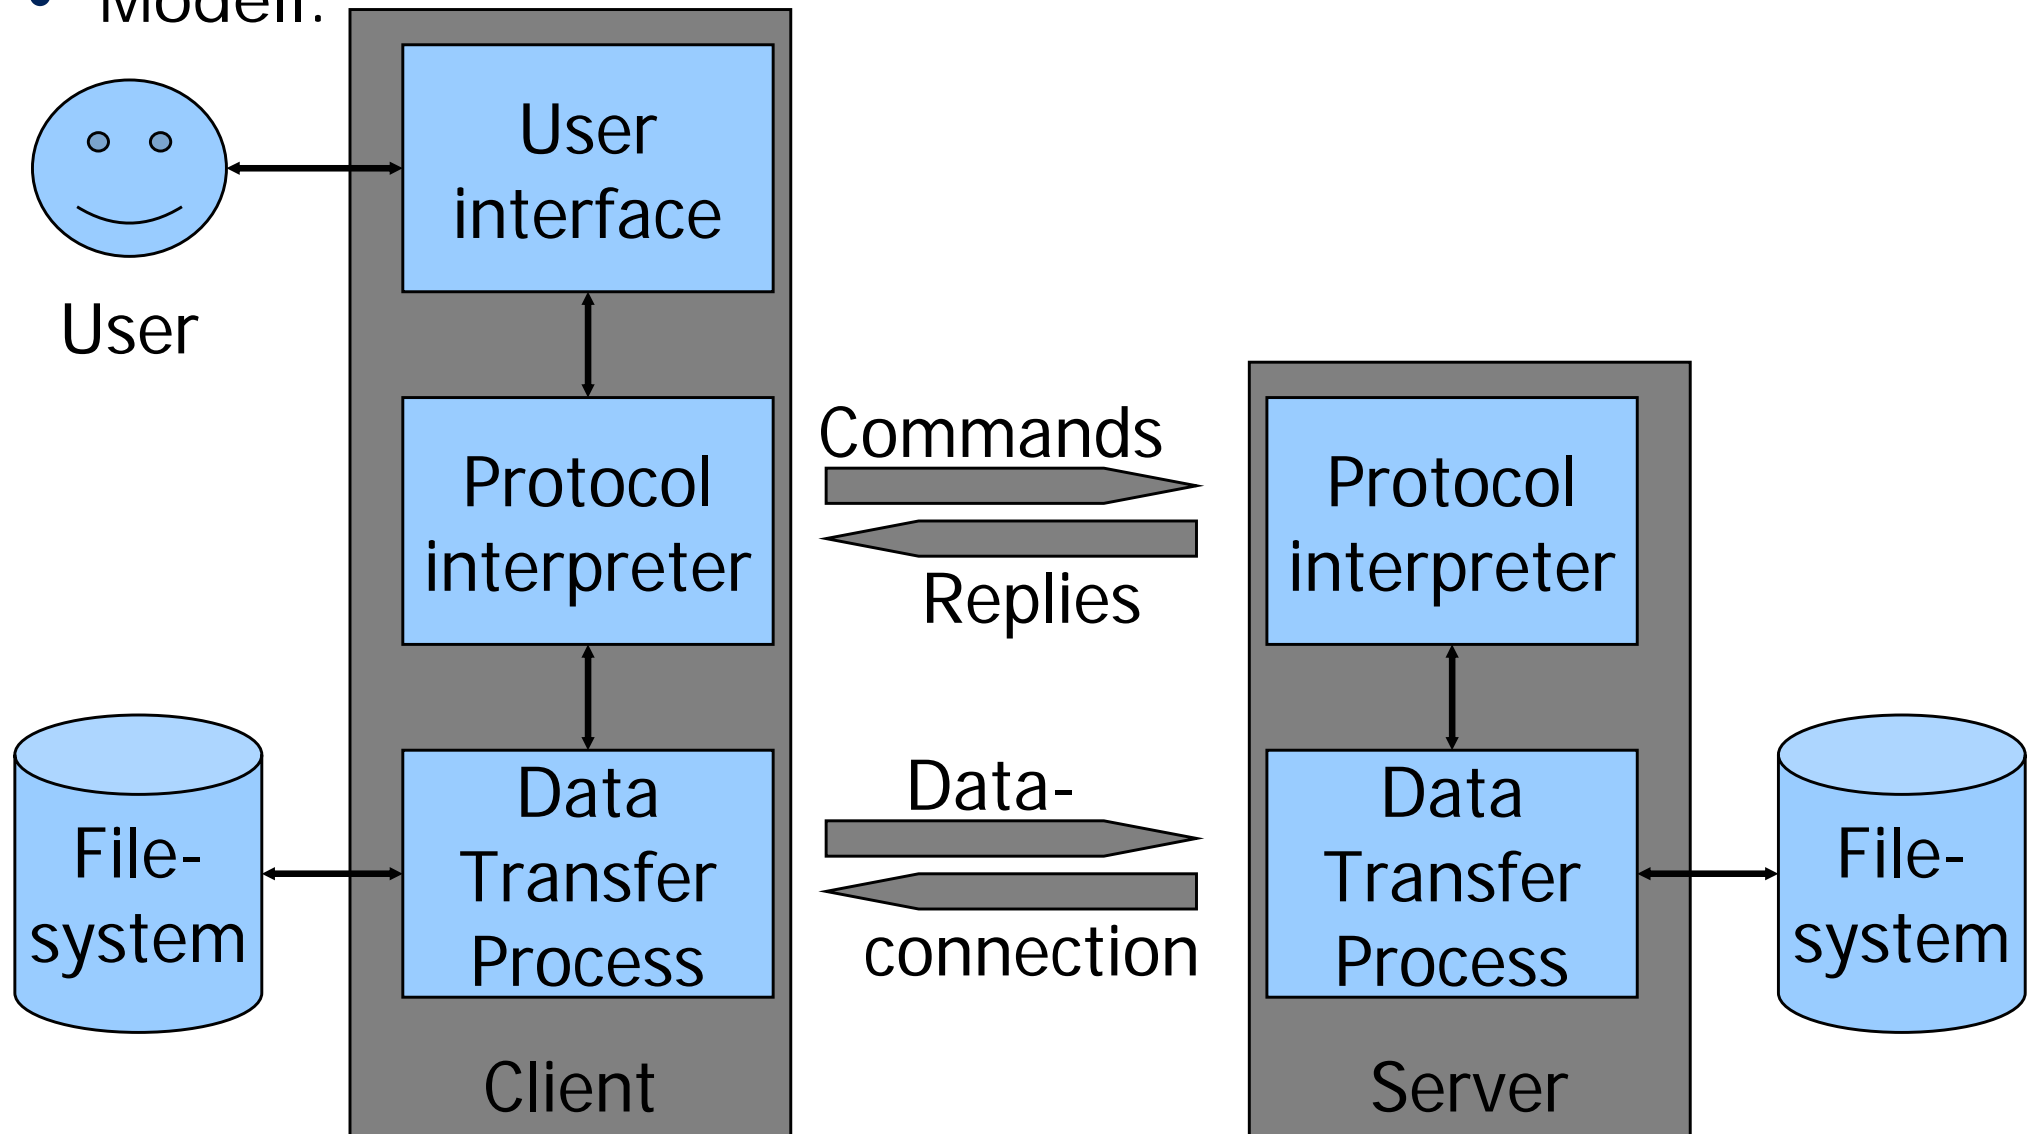 • Modell:
User
interface
User
Commands
Protocol
interpreter
Protocol
interpreter
Replies
Data
Transfer
Process
Data-
connection
Data
Transfer
Process
File-
system
File-
system
Client
Server